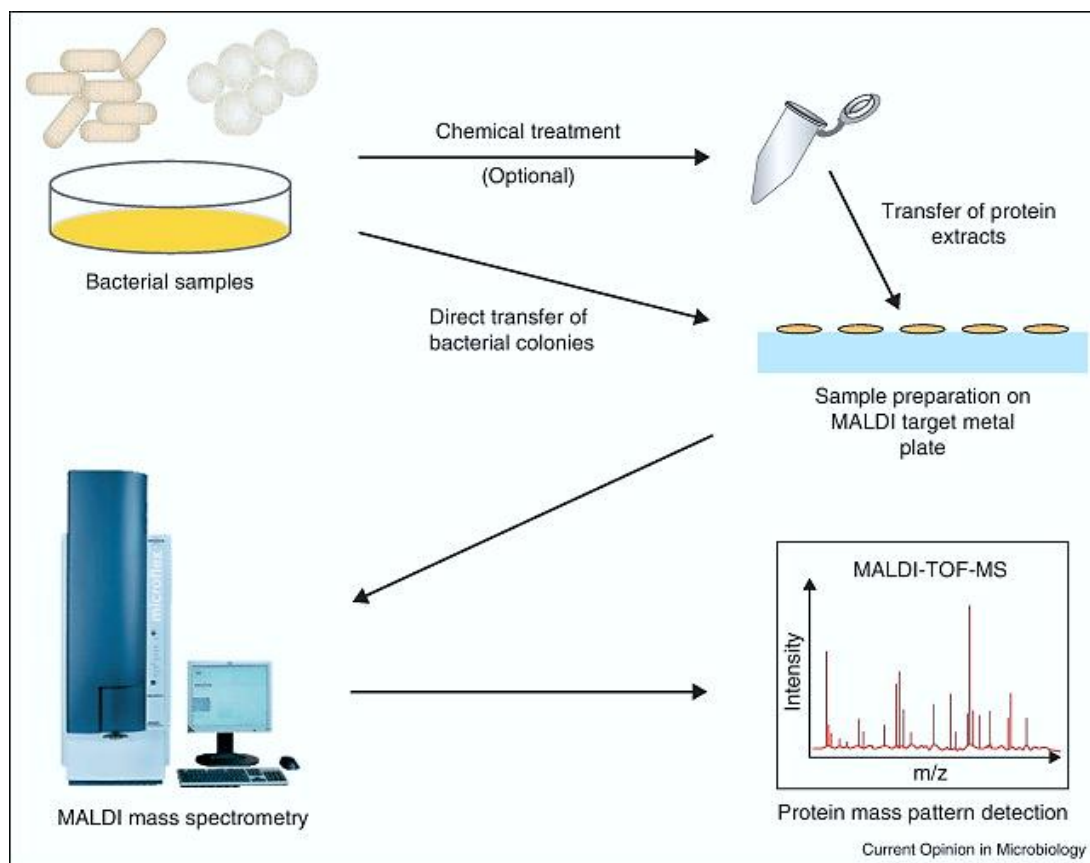 Chemical treatment
(Optional)
Transfer of protein
extracts
Bacterial samples
Direct transfer of
bacterial colonies
Sample preparation on
MALDI target metal
plate
microflex
MALDI-TOF-MS
Intensity
m/z
MALDI mass spectrometry
Protein mass pattern detection
Current Opinion in Microbiology